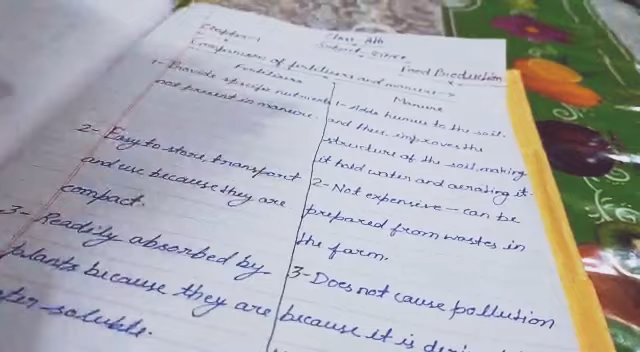 Chapter-1
Class 8th
Subject - Science
Food Production
Comparison of fertilisers and manure :-
Fertilisers
1- Provide specific nutrients
not present in manure.
2- Easy to store, transport
and use because they are
compact.
3- Readily absorbed by
plants because they are
soluble.
Manure
1- Adds humus to the soil
and thus improves the
structure of the soil, making
it hold water and aerating it.
2- Not expensive - can be
prepared from wastes in
the farm.
3- Does not cause pollution
because it is